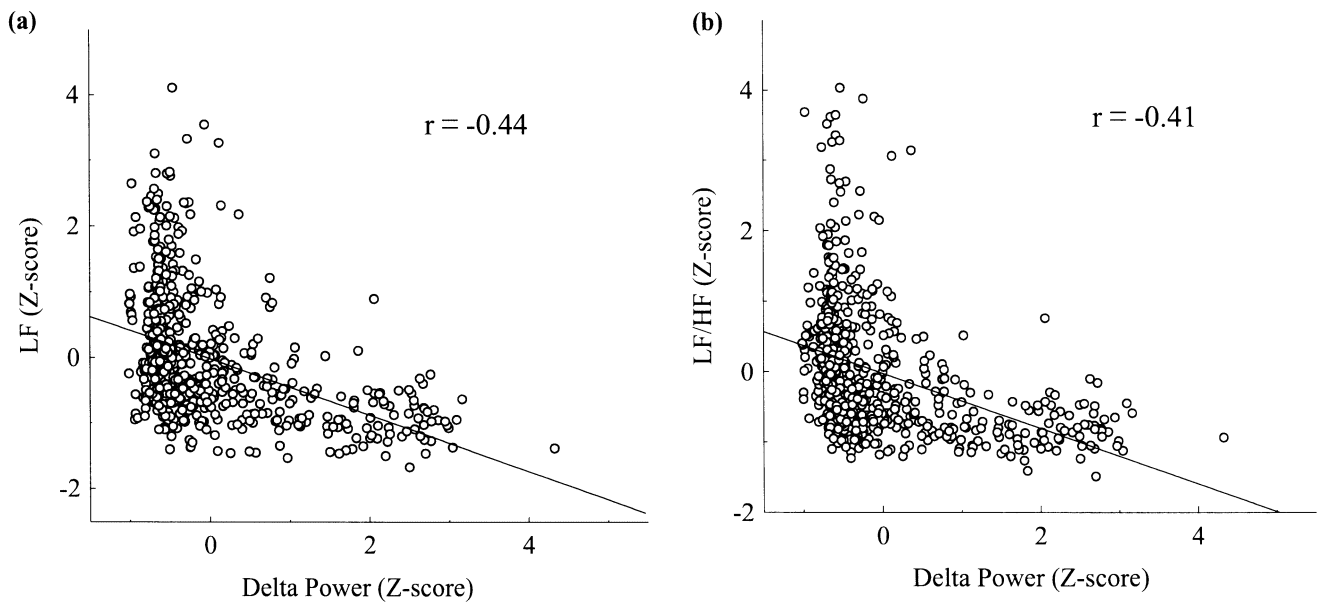 (a)
r = -0.44
4
2
0
-2
LF (Z-score)
0 2 4
Delta Power (Z-score)
(b)
r = -0.41
4
2
0
-2
LF/HF (Z-score)
0 2 4
Delta Power (Z-score)